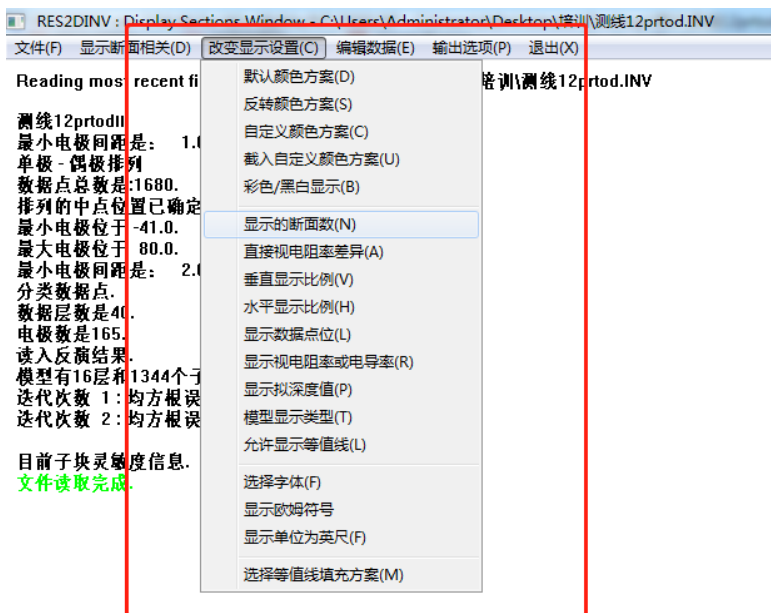 RES2DINV : Display Sections Window - C:\Users\Administrator\Desktop\培训\测线12prtod.INV
文件(F) 显示断面相关(D) 改变显示设置(C) 编辑数据(E) 输出选项(P) 退出(X)
Reading most recent fi
培训\测线12prtod.INV
测线12prtodII
最小电极间距是: 1.0
单极 - 偶极排列
数据点总数是:1680.
排列的中点位置已确定
最小电极位于 -41.0.
最大电极位于 80.0.
最小电极间距是: 2.0
分类数据点.
数据层数是40.
电极数是165.
读入反演结果.
模型有16层和1344个子
迭代次数 1 : 均方根误
迭代次数 2 : 均方根误
目前子块灵敏度信息.
文件读取完成.
默认颜色方案(D)
反转颜色方案(S)
自定义颜色方案(C)
截入自定义颜色方案(U)
彩色/黑白显示(B)
显示的断面数(N)
直接视电阻率差异(A)
垂直显示比例(V)
水平显示比例(H)
显示数据点位(L)
显示视电阻率或电导率(R)
显示拟深度值(P)
模型显示类型(T)
允许显示等值线(L)
选择字体(F)
显示欧姆符号
显示单位为英尺(F)
选择等值线填充方案(M)